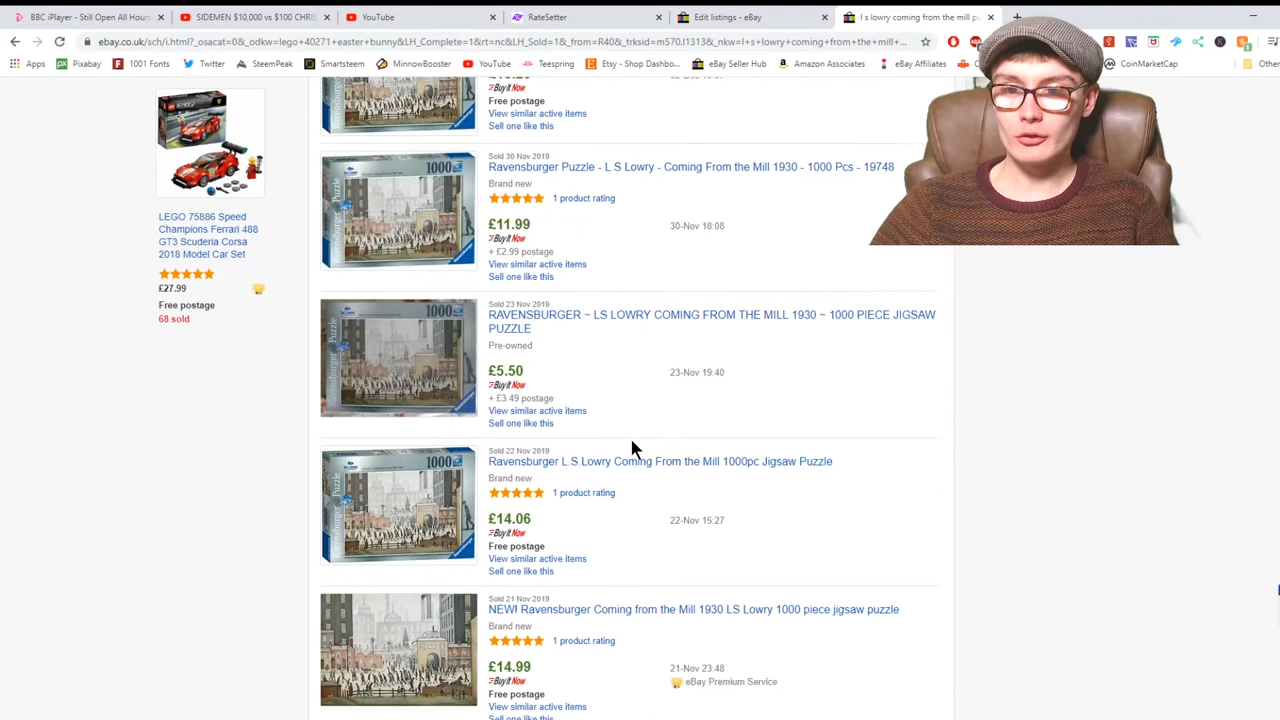 BBC iPlayer - Still Open All Hours
SIDEMEN $10,000 vs $100 CHRIS
YouTube
RateSetter
Edit listings - eBay
l s lowry coming from the mill p
ebay.co.uk/sch/i.html?_osacat=0&_odkw=lego+40271+easter+bunny&LH_Complete=1&rt=nc&LH_Sold=1&_from=R40&_trksid=m570.l1313&_nkw=l+s+lowry+coming+from+the+mill+...
Apps
Pixabay
1001 Fonts
Twitter
SteemPeak
Smartsteem
MinnowBooster
YouTube
Teespring
Etsy - Shop Dashbo...
eBay Seller Hub
Amazon Associates
eBay Affiliates
CoinMarketCap
Other
Buy It Now
Free postage
View similar active items
Sell one like this
LEGO 75886 Speed
Champions Ferrari 488
GT3 Scuderia Corsa
2018 Model Car Set
£27.99
Free postage
68 sold
1000
Puzzle
Ravensburger
Sold 30 Nov 2019
Ravensburger Puzzle - L.S Lowry - Coming From the Mill 1930 - 1000 Pcs - 19748
Brand new
1 product rating
£11.99
30-Nov 18:08
Buy It Now
+ £2.99 postage
View similar active items
Sell one like this
1000
Sold 23 Nov 2019
RAVENSBURGER ~ LS LOWRY COMING FROM THE MILL 1930 ~ 1000 PIECE JIGSAW
PUZZLE
Pre-owned
£5.50
23-Nov 19:40
Buy It Now
+ £3.49 postage
View similar active items
Sell one like this
1000
Puzzle
Ravensburger
Sold 22 Nov 2019
Ravensburger L.S.Lowry Coming From the Mill 1000pc Jigsaw Puzzle
Brand new
1 product rating
£14.06
22-Nov 15:27
Buy It Now
Free postage
View similar active items
Sell one like this
Sold 21 Nov 2019
NEW! Ravensburger Coming from the Mill 1930 LS Lowry 1000 piece jigsaw puzzle
Brand new
1 product rating
£14.99
21-Nov 23:48
Buy It Now
eBay Premium Service
Free postage
View similar active items
Sell one like this